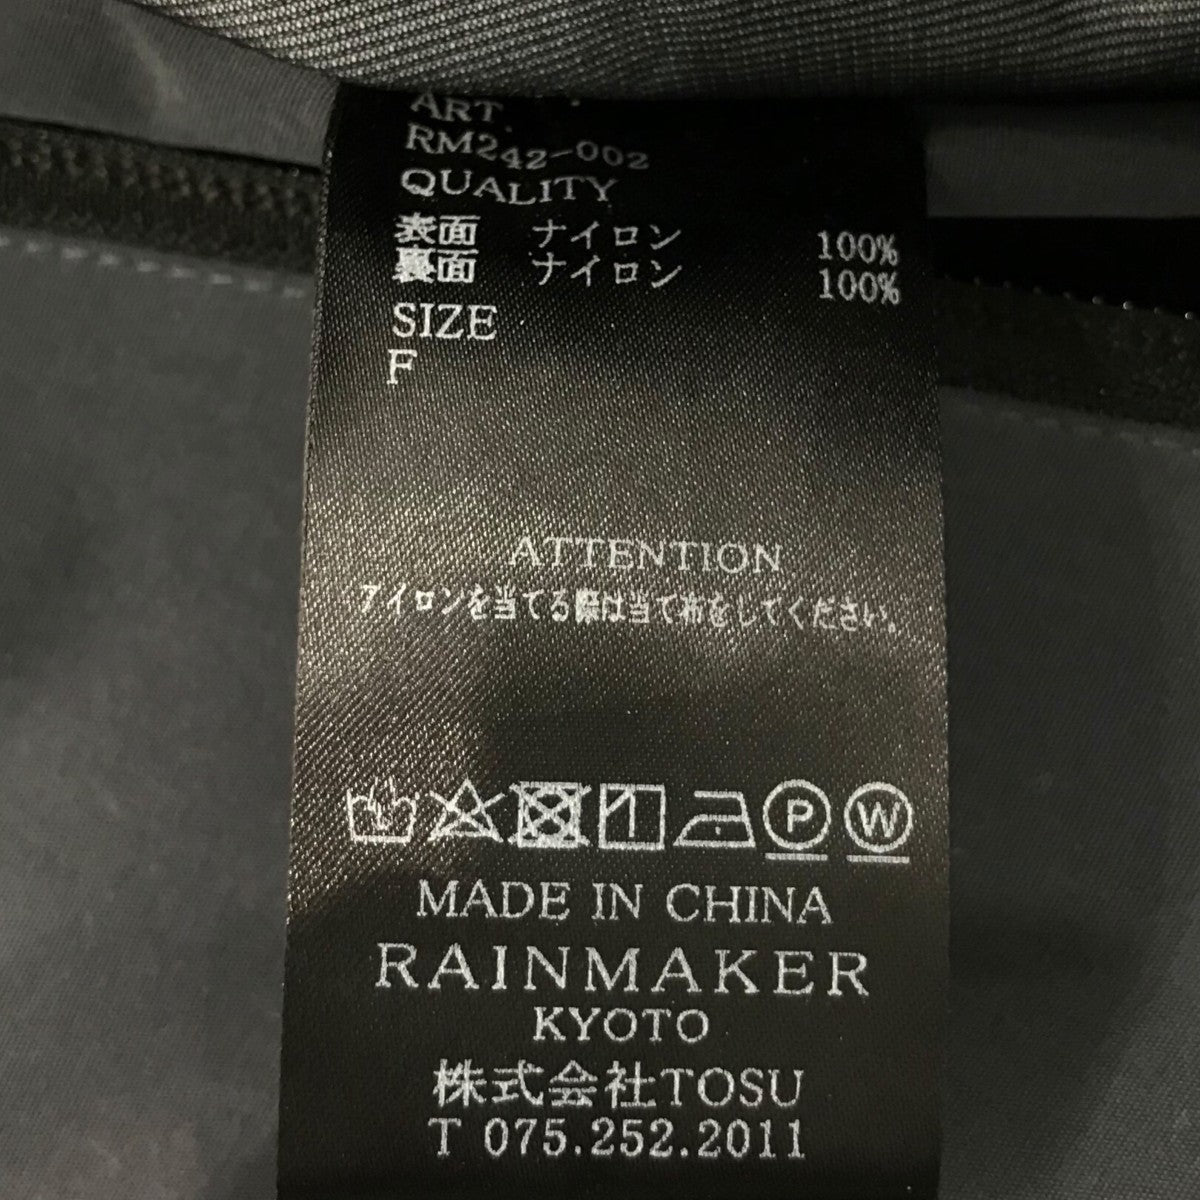 ART.
RM242-002
QUALITY
表面 ナイロン 100%
裏面 ナイロン 100%
SIZE
F
ATTENTION
アイロンを当てる際は当て布をしてください。
P W
MADE IN CHINA
RAINMAKER
KYOTO
株式会社TOSU
T 075.252.2011